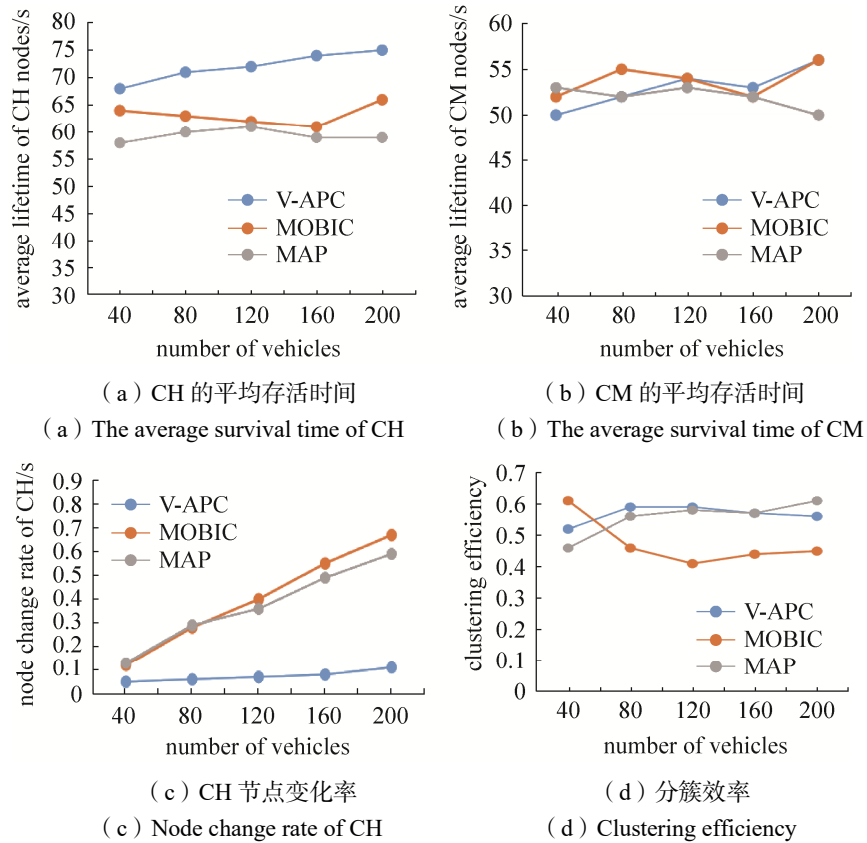 average lifetime of CH nodes/s
80
75
70
65
60
55
50
45
40
35
30
V-APC
MOBIC
MAP
40 80 120 160 200
number of vehicles
（a）CH 的平均存活时间
（a）The average survival time of CH
average lifetime of CM nodes/s
60
55
50
45
40
35
30
V-APC
MOBIC
MAP
40 80 120 160 200
number of vehicles
（b）CM 的平均存活时间
（b）The average survival time of CM
node change rate of CH/s
0.9
0.8
0.7
0.6
0.5
0.4
0.3
0.2
0.1
0
V-APC
MOBIC
MAP
40 80 120 160 200
number of vehicles
（c）CH 节点变化率
（c）Node change rate of CH
clustering efficiency
0.7
0.6
0.5
0.4
0.3
0.2
0.1
0
V-APC
MOBIC
MAP
40 80 120 160 200
number of vehicles
（d）分簇效率
（d）Clustering efficiency